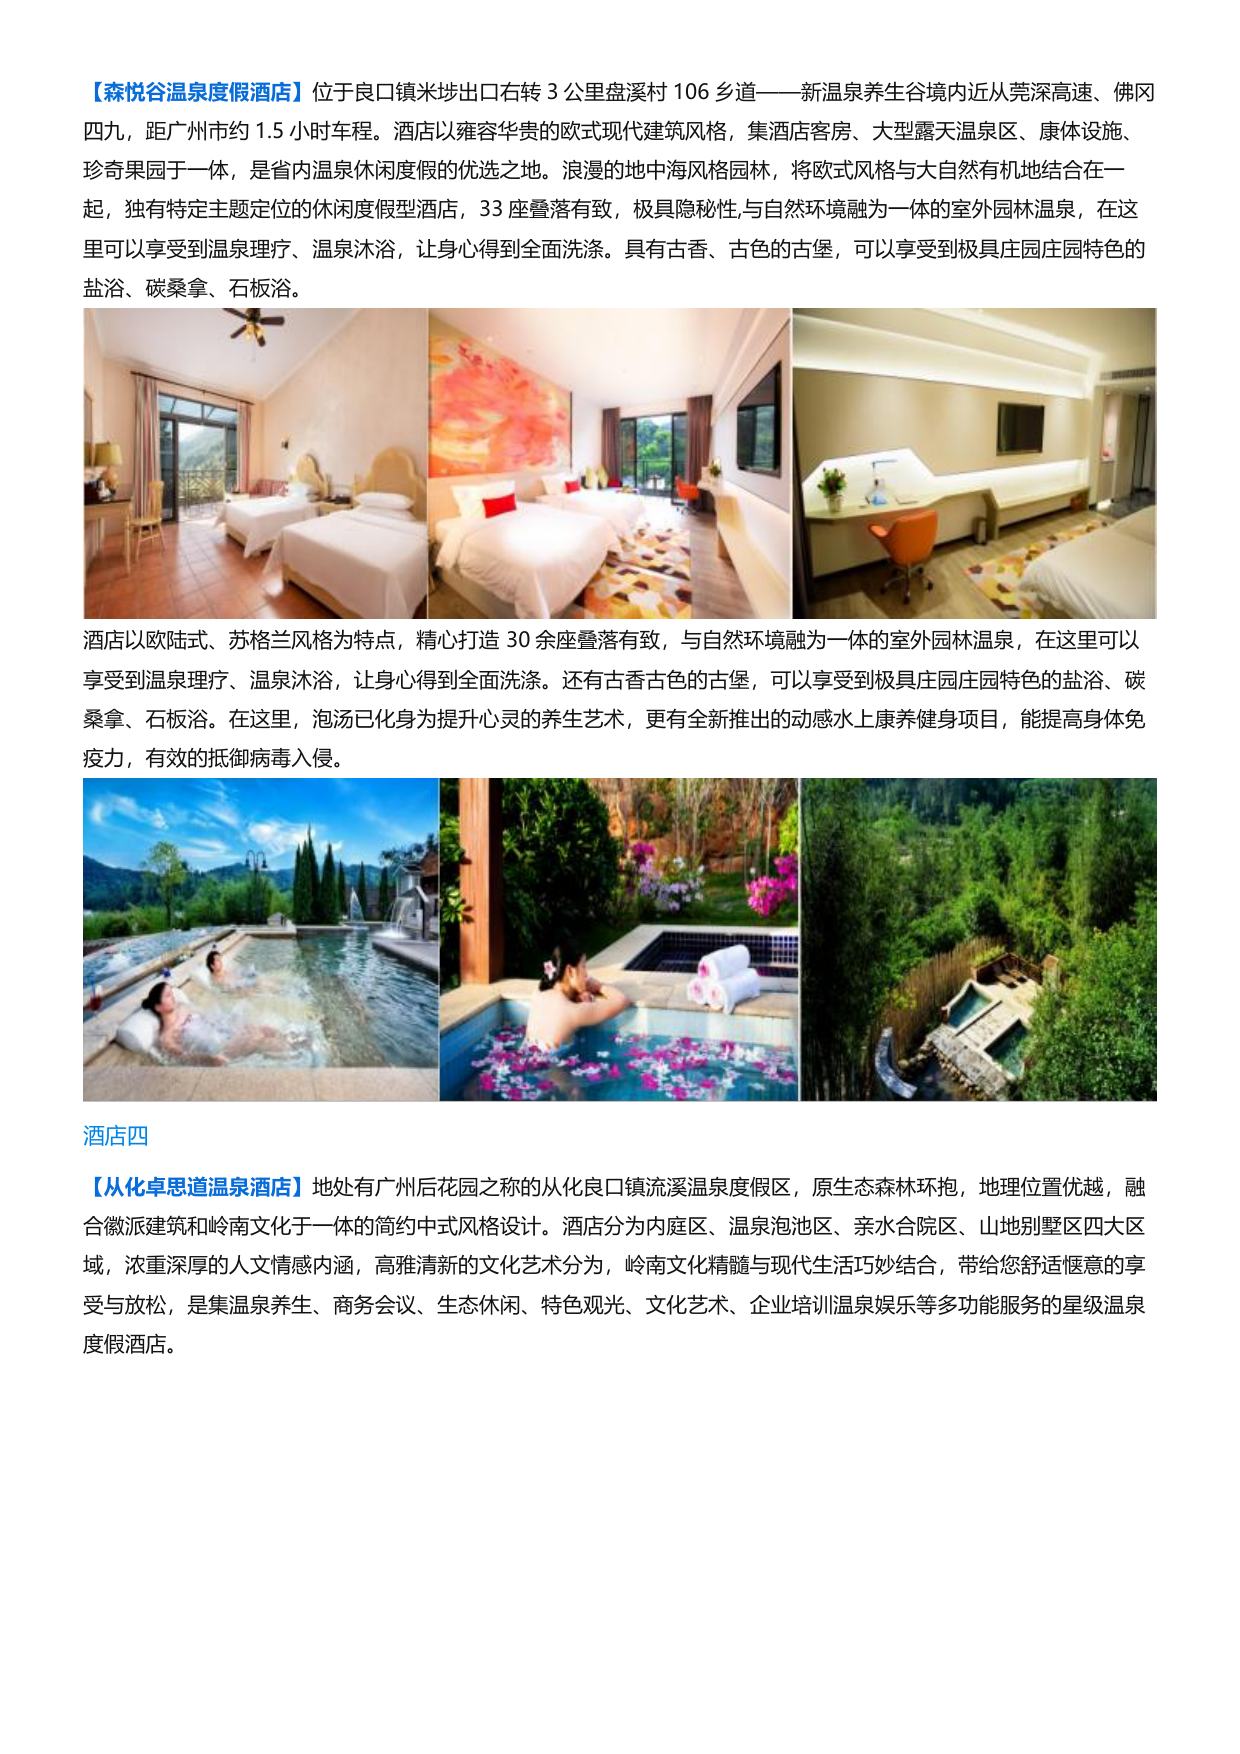 【森悦谷温泉度假酒店】位于良口镇米埗出口右转 3 公里盘溪村 106 乡道——新温泉养生谷境内近从莞深高速、佛冈
四九，距广州市约 1.5 小时车程。酒店以雍容华贵的欧式现代建筑风格，集酒店客房、大型露天温泉区、康体设施、
珍奇果园于一体，是省内温泉休闲度假的优选之地。浪漫的地中海风格园林，将欧式风格与大自然有机地结合在一
起，独有特定主题定位的休闲度假型酒店，33 座叠落有致，极具隐秘性,与自然环境融为一体的室外园林温泉，在这
里可以享受到温泉理疗、温泉沐浴，让身心得到全面洗涤。具有古香、古色的古堡，可以享受到极具庄园庄园特色的
盐浴、碳桑拿、石板浴。
酒店以欧陆式、苏格兰风格为特点，精心打造 30 余座叠落有致，与自然环境融为一体的室外园林温泉，在这里可以
享受到温泉理疗、温泉沐浴，让身心得到全面洗涤。还有古香古色的古堡，可以享受到极具庄园庄园特色的盐浴、碳
桑拿、石板浴。在这里，泡汤已化身为提升心灵的养生艺术，更有全新推出的动感水上康养健身项目，能提高身体免
疫力，有效的抵御病毒入侵。
酒店四
【从化卓思道温泉酒店】地处有广州后花园之称的从化良口镇流溪温泉度假区，原生态森林环抱，地理位置优越，融
合徽派建筑和岭南文化于一体的简约中式风格设计。酒店分为内庭区、温泉泡池区、亲水合院区、山地别墅区四大区
域，浓重深厚的人文情感内涵，高雅清新的文化艺术分为，岭南文化精髓与现代生活巧妙结合，带给您舒适惬意的享
受与放松，是集温泉养生、商务会议、生态休闲、特色观光、文化艺术、企业培训温泉娱乐等多功能服务的星级温泉
度假酒店。